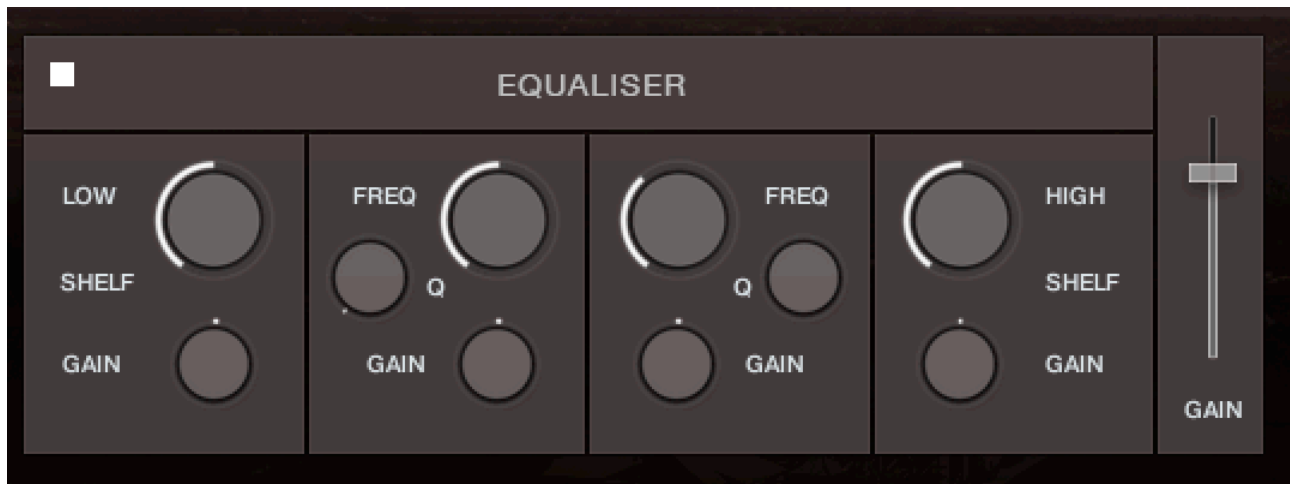 EQUALISER
LOW
SHELF
GAIN
FREQ
Q
GAIN
FREQ
Q
GAIN
HIGH
SHELF
GAIN
GAIN